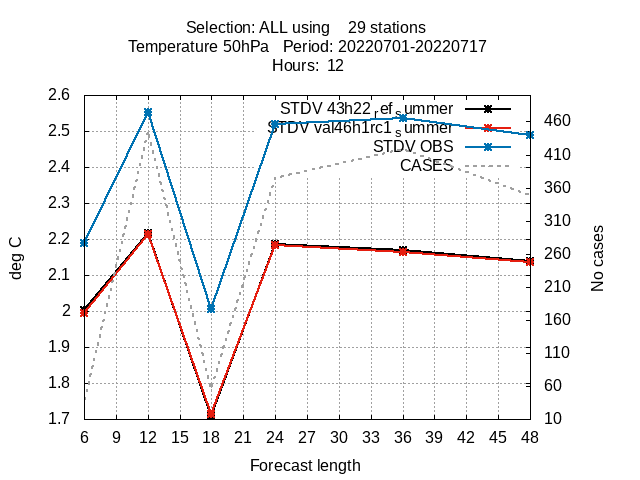 Selection: ALL using    29 stations
Temperature 50hPa   Period: 20220701-20220717
Hours:  12
STDV 43h22refsummer
STDV val46h1rc1summer
STDV OBS
CASES
2.6
2.5
2.4
2.3
2.2
2.1
2
1.9
1.8
1.7
deg C
460
410
360
310
260
210
160
110
60
10
No cases
6 9 12 15 18 21 24 27 30 33 36 39 42 45 48
Forecast length